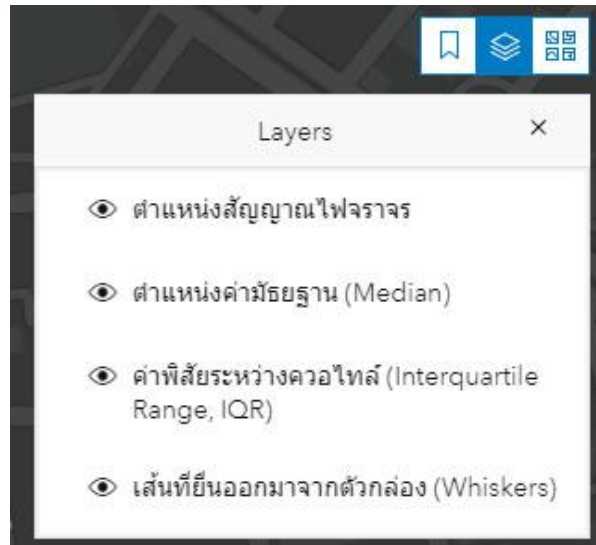 Layers
ตำแหน่งสัญญาณไฟจราจร
ตำแหน่งค่ามัธยฐาน (Median)
ค่าพิสัยระหว่างควอไทล์ (Interquartile
Range, IQR)
เส้นที่ยื่นออกมาจากตัวกล่อง (Whiskers)